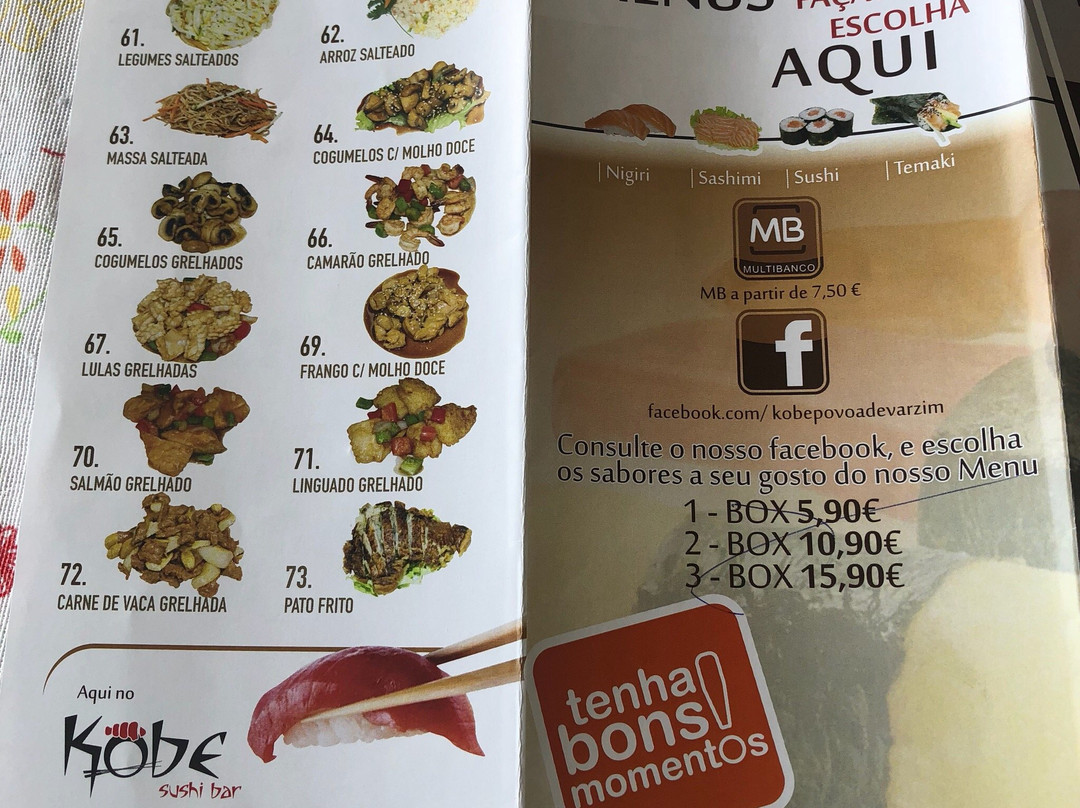 61.
LEGUMES SALTEADOS
62.
ARROZ SALTEADO
63.
MASSA SALTEADA
64.
COGUMELOS C/ MOLHO DOCE
65.
COGUMELOS GRELHADOS
66.
CAMARÃO GRELHADO
67.
LULAS GRELHADAS
69.
FRANGO C/ MOLHO DOCE
70.
SALMÃO GRELHADO
71.
LINGUADO GRELHADO
72.
CARNE DE VACA GRELHADA
73.
PATO FRITO
Aqui no
Köbe
sushi bar
ESCOLHA
AQUI
|Nigiri |Sashimi |Sushi |Temaki
MB
MULTIBANCO
MB a partir de 7,50 €
f
facebook.com/ kobepovoadevarzim
Consulte o nosso facebook, e escolha
os sabores a seu gosto do nosso Menu
1 - BOX 5,90€
2 - BOX 10,90€
3 - BOX 15,90€
tenha
bons!
momentos